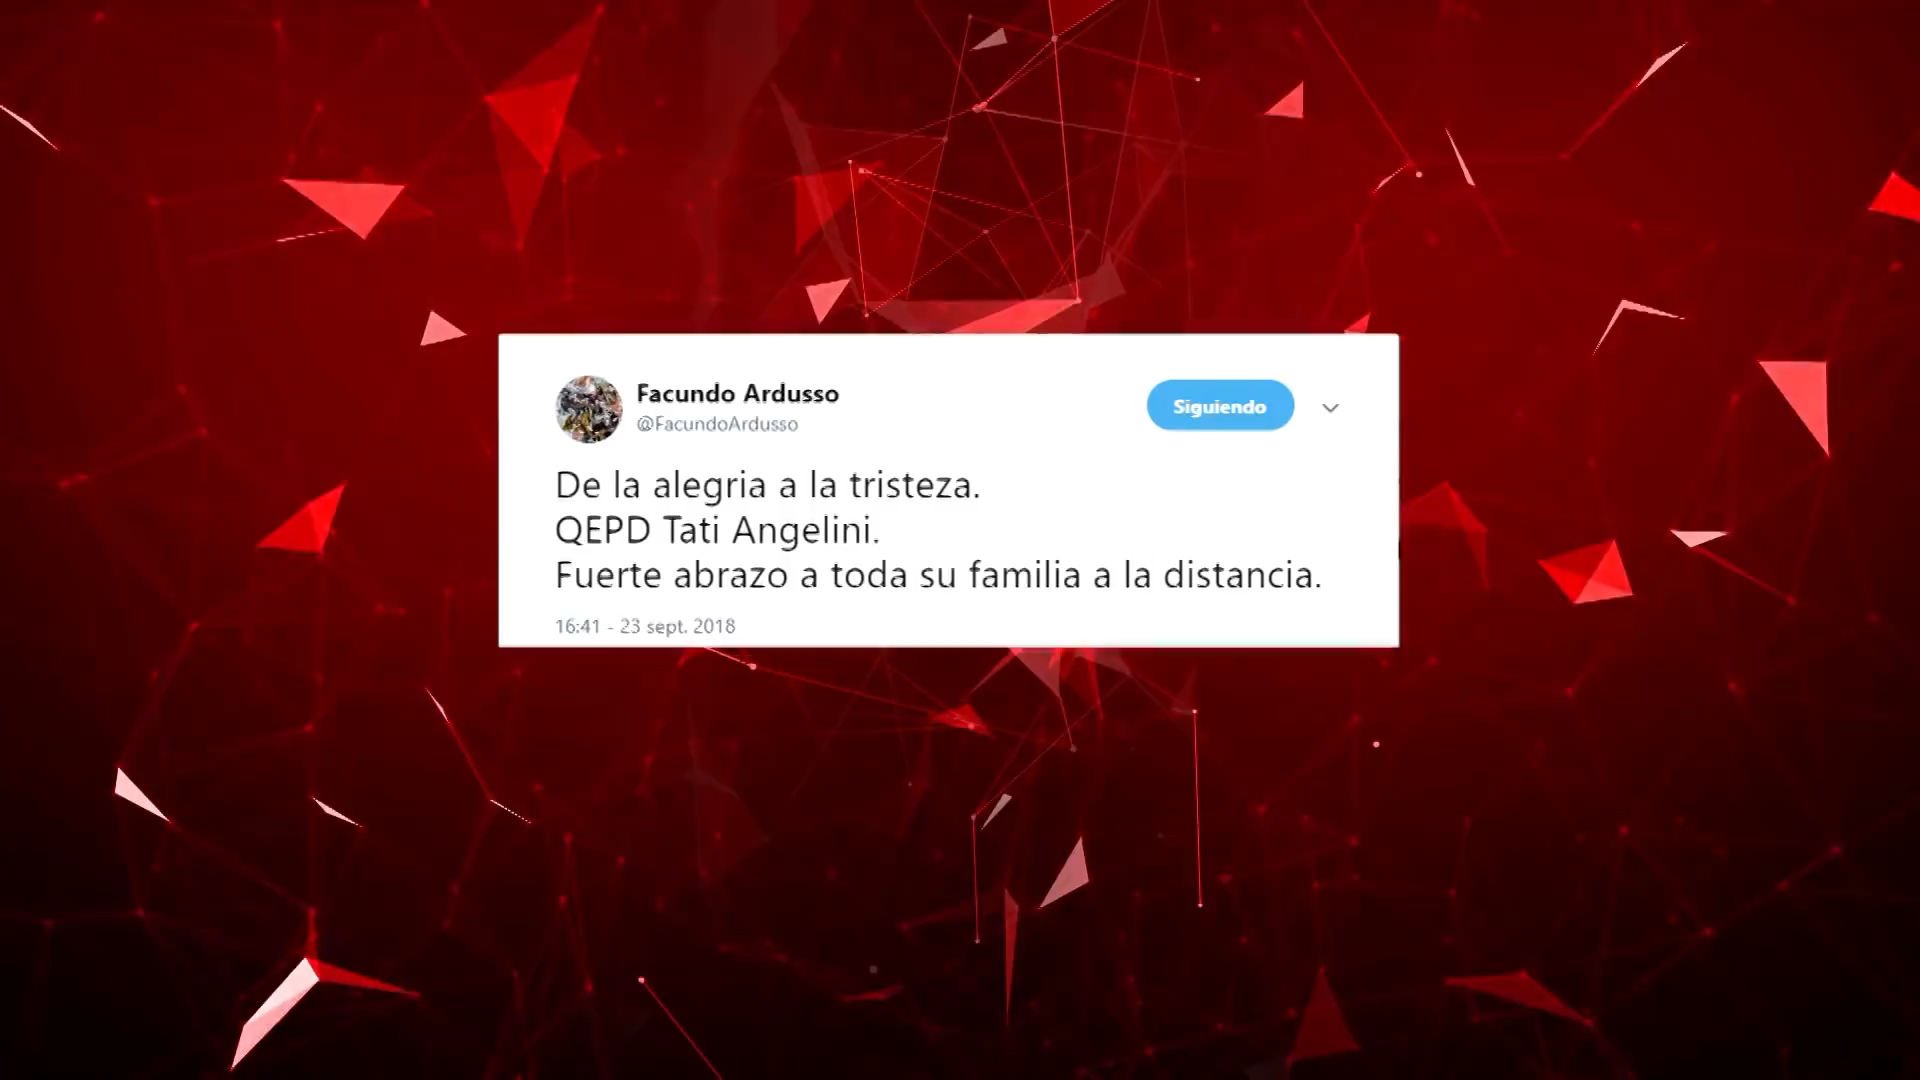 Facundo Ardusso
@FacundoArdusso
Siguiendo
De la alegria a la tristeza.
QEPD Tati Angelini.
Fuerte abrazo a toda su familia a la distancia.
16:41 - 23 sept. 2018